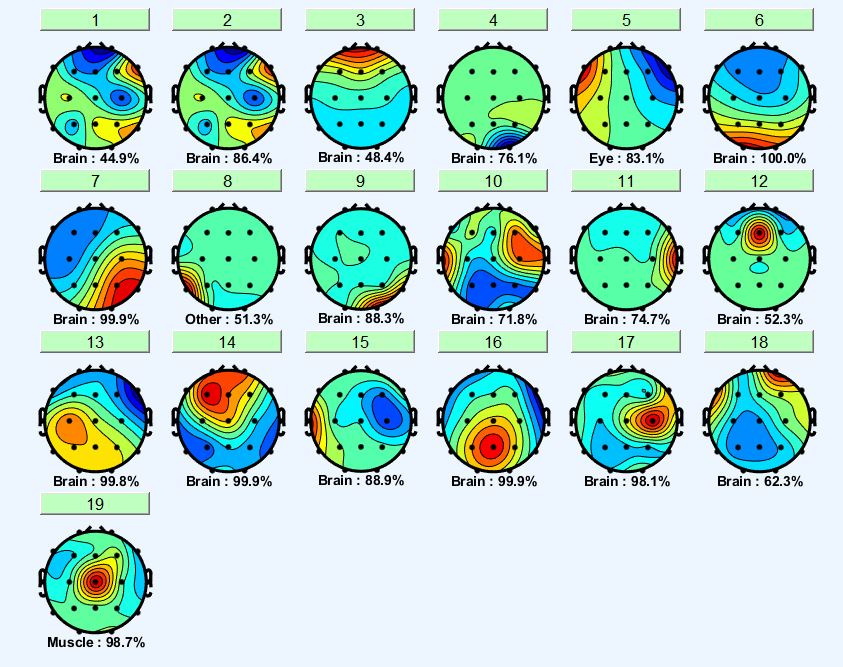 1 2 3 4 5 6
Brain : 44.9% Brain : 86.4% Brain : 48.4% Brain : 76.1% Eye : 83.1% Brain : 100.0%
7 8 9 10 11 12
Brain : 99.9% Other : 51.3% Brain : 88.3% Brain : 71.8% Brain : 74.7% Brain : 52.3%
13 14 15 16 17 18
Brain : 99.8% Brain : 99.9% Brain : 88.9% Brain : 99.9% Brain : 98.1% Brain : 62.3%
19
Muscle : 98.7%